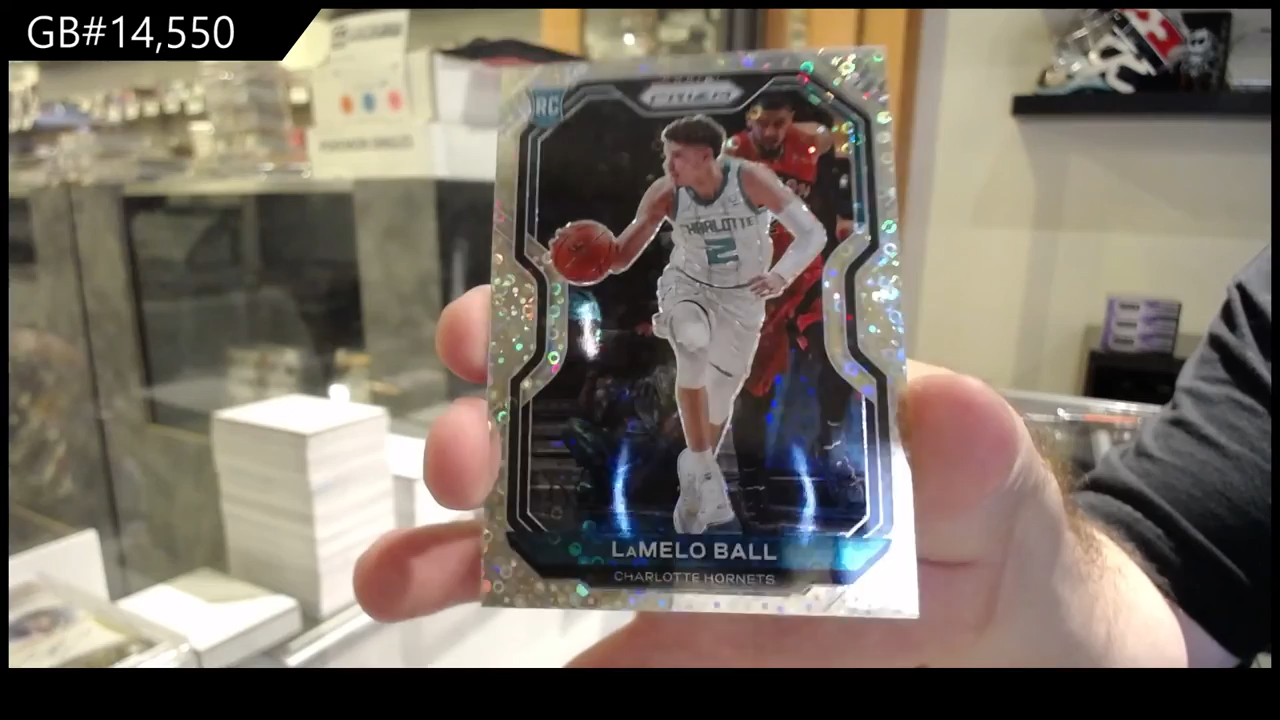 GB#14,550
RC
PRIZM
CHARLOTTE
2
LaMELO BALL
CHARLOTTE HORNETS